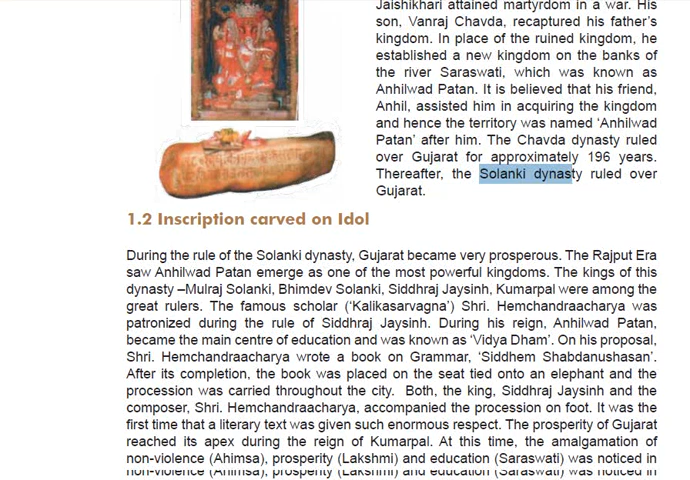 Jaishikhari attained martyrdom in a war. His
son, Vanraj Chavda, recaptured his father's
kingdom. In place of the ruined kingdom, he
established a new kingdom on the banks of
the river Saraswati, which was known as
Anhilwad Patan. It is believed that his friend,
Anhil, assisted him in acquiring the kingdom
and hence the territory was named 'Anhilwad
Patan' after him. The Chavda dynasty ruled
over Gujarat for approximately 196 years.
Thereafter, the Solanki dynasty ruled over
Gujarat.
1.2 Inscription carved on Idol
During the rule of the Solanki dynasty, Gujarat became very prosperous. The Rajput Era
saw Anhilwad Patan emerge as one of the most powerful kingdoms. The kings of this
dynasty –Mulraj Solanki, Bhimdev Solanki, Siddhraj Jaysinh, Kumarpal were among the
great rulers. The famous scholar ('Kalikasarvagna') Shri. Hemchandraacharya was
patronized during the rule of Siddhraj Jaysinh. During his reign, Anhilwad Patan,
became the main centre of education and was known as 'Vidya Dham'. On his proposal,
Shri. Hemchandraacharya wrote a book on Grammar, 'Siddhem Shabdanushasan'.
After its completion, the book was placed on the seat tied onto an elephant and the
procession was carried throughout the city. Both, the king, Siddhraj Jaysinh and the
composer, Shri. Hemchandraacharya, accompanied the procession on foot. It was the
first time that a literary text was given such enormous respect. The prosperity of Gujarat
reached its apex during the reign of Kumarpal. At this time, the amalgamation of
non-violence (Ahimsa), prosperity (Lakshmi) and education (Saraswati) was noticed in
non-violence (Ahimsa), prosperity (Lakshmi) and education (Saraswati) was noticed in